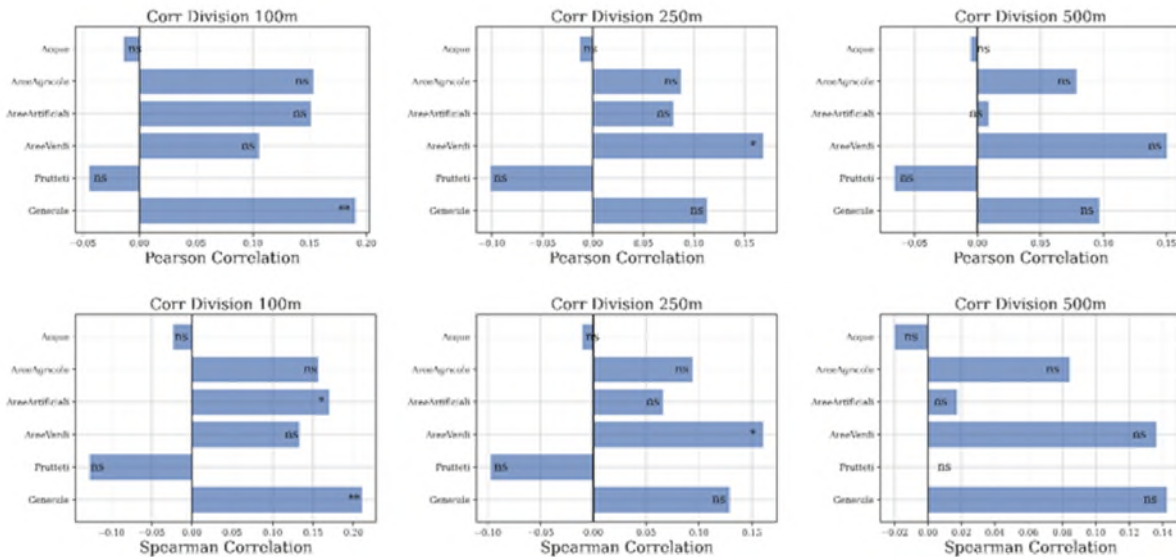 Corr Division 100m
Acque
AreeAgricole
AreeArtificiali
AreeVerdi
Frutteti
Generale
ns
ns
ns
ns
ns
**
−0.05 0.00 0.05 0.10 0.15 0.20
Pearson Correlation
Corr Division 250m
Acque
AreeAgricole
AreeArtificiali
AreeVerdi
Frutteti
Generale
ns
ns
ns
*
ns
ns
−0.10 −0.05 0.00 0.05 0.10 0.15
Pearson Correlation
Corr Division 500m
Acque
AreeAgricole
AreeArtificiali
AreeVerdi
Frutteti
Generale
ns
ns
ns
ns
ns
ns
−0.05 0.00 0.05 0.10 0.15
Pearson Correlation
Corr Division 100m
Acque
AreeAgricole
AreeArtificiali
AreeVerdi
Frutteti
Generale
ns
ns
*
ns
ns
**
−0.10 −0.05 0.00 0.05 0.10 0.15 0.20
Spearman Correlation
Corr Division 250m
Acque
AreeAgricole
AreeArtificiali
AreeVerdi
Frutteti
Generale
ns
ns
ns
*
ns
ns
−0.10 −0.05 0.00 0.05 0.10 0.15
Spearman Correlation
Corr Division 500m
Acque
AreeAgricole
AreeArtificiali
AreeVerdi
Frutteti
Generale
ns
ns
ns
ns
ns
ns
−0.02 0.00 0.02 0.04 0.06 0.08 0.10 0.12 0.14
Spearman Correlation